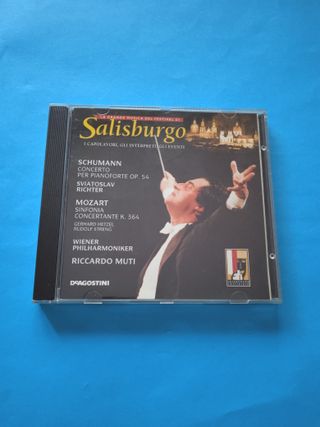 LA GRANDE MUSICA DEL FESTIVAL DI
Salisburgo
I CAPOLAVORI, GLI INTERPRETI, GLI EVENTI
SCHUMANN
CONCERTO
PER PIANOFORTE OP. 54
SVIATOSLAV
RICHTER
MOZART
SINFONIA
CONCERTANTE K. 364
GERHARD HETZEL
RUDOLF STRENG
WIENER
PHILHARMONIKER
RICCARDO MUTI
DEAGOSTINI